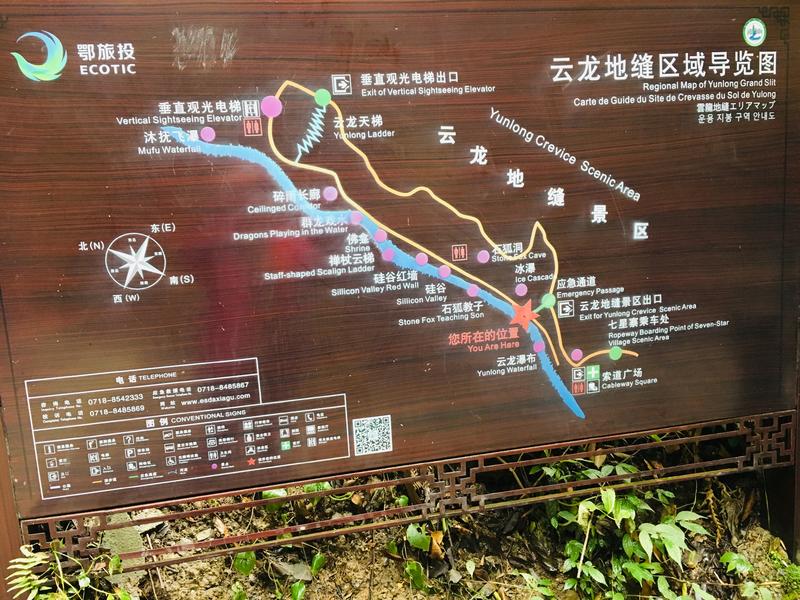 鄂旅投
ECOTIC
云龙地缝区域导览图
Regional Map of Yunlong Grand Slit
Carte de Guide du Site de Crevasse du Sol de Yulong
雲龍地縫エリアマップ
운용 지봉 구역 안내도
垂直观光电梯出口
Exit of Vertical Sightseeing Elevator
垂直观光电梯
Vertical Sightseeing Elevator
云龙天梯
Yunlong Ladder
沐抚飞瀑
Mufu Waterfall
云龙地缝景区
Yunlong Crevice Scenic Area
碎雨长廊
Ceilinged Corridor
群龙戏水
Dragons Playing in the Water
佛龛
Shrine
禅杖云梯
Staff-shaped Scalign Ladder
硅谷红墙
Sillicon Valley Red Wall
硅谷
Sillicon Valley
石狐教子
Stone Fox Teaching Son
石狐洞
Stone Fox Cave
冰瀑
Ice Cascad
应急通道
Emergency Passage
云龙地缝景区出口
Exit for Yunlong Crevice Scenic Area
七星寨乘车处
Ropeway Boarding Point of Seven-Star
Village Scenic Area
您所在的位置
You Are Here
云龙瀑布
Yunlong Waterfall
索道广场
Cableway Square
东(E)
北(N)
南(S)
西(W)
电话 TELEPHONE
0718-8542333
0718-8485867
0718-8485869
www.esdaxiagu.com
图例 CONVENTIONAL SIGNS